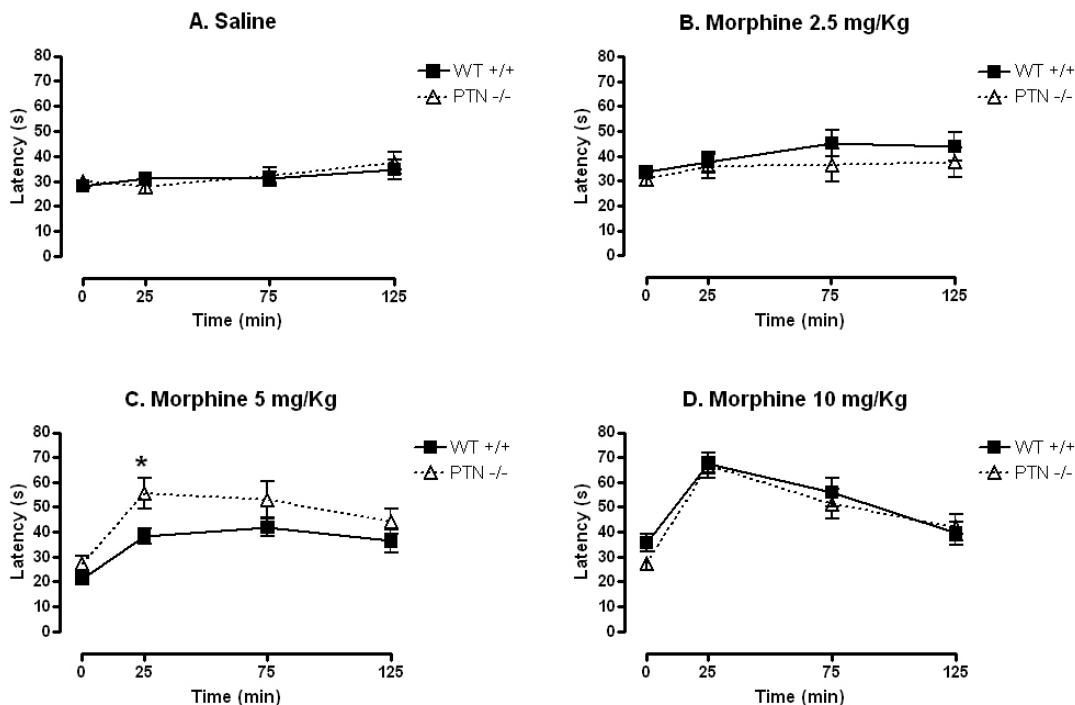 A. Saline
80
70
60
50
40
30
20
10
0
Latency (s)
0 25 75 125
Time (min)
WT +/+
PTN -/-
B. Morphine 2.5 mg/Kg
80
70
60
50
40
30
20
10
0
Latency (s)
0 25 75 125
Time (min)
WT +/+
PTN -/-
C. Morphine 5 mg/Kg
80
70
60
50
40
30
20
10
0
Latency (s)
*
0 25 75 125
Time (min)
WT +/+
PTN -/-
D. Morphine 10 mg/Kg
80
70
60
50
40
30
20
10
0
Latency (s)
0 25 75 125
Time (min)
WT +/+
PTN -/-